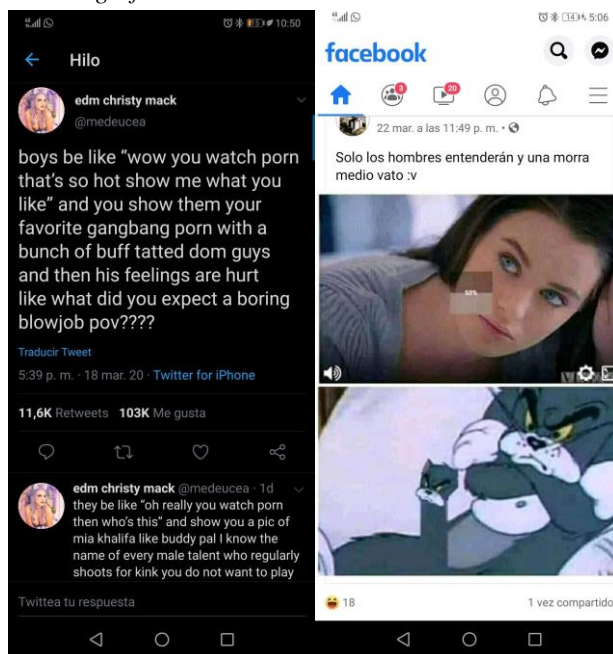 10:50
Hilo
edm christy mack
@medeucea
boys be like “wow you watch porn
that's so hot show me what you
like” and you show them your
favorite gangbang porn with a
bunch of buff tatted dom guys
and then his feelings are hurt
like what did you expect a boring
blowjob pov????
Traducir Tweet
5:39 p. m. · 18 mar. 20 · Twitter for iPhone
11,6K Retweets 103K Me gusta
edm christy mack @medeucea · 1d
they be like “oh really you watch porn
then who's this” and show you a pic of
mia khalifa like buddy pal I know the
name of every male talent who regularly
shoots for kink you do not want to play
Twittea tu respuesta
14 5:06
facebook
3
20
22 mar. a las 11:49 p. m. ·
Solo los hombres entenderán y una morra
medio vato :v
50%
18
1 vez compartido